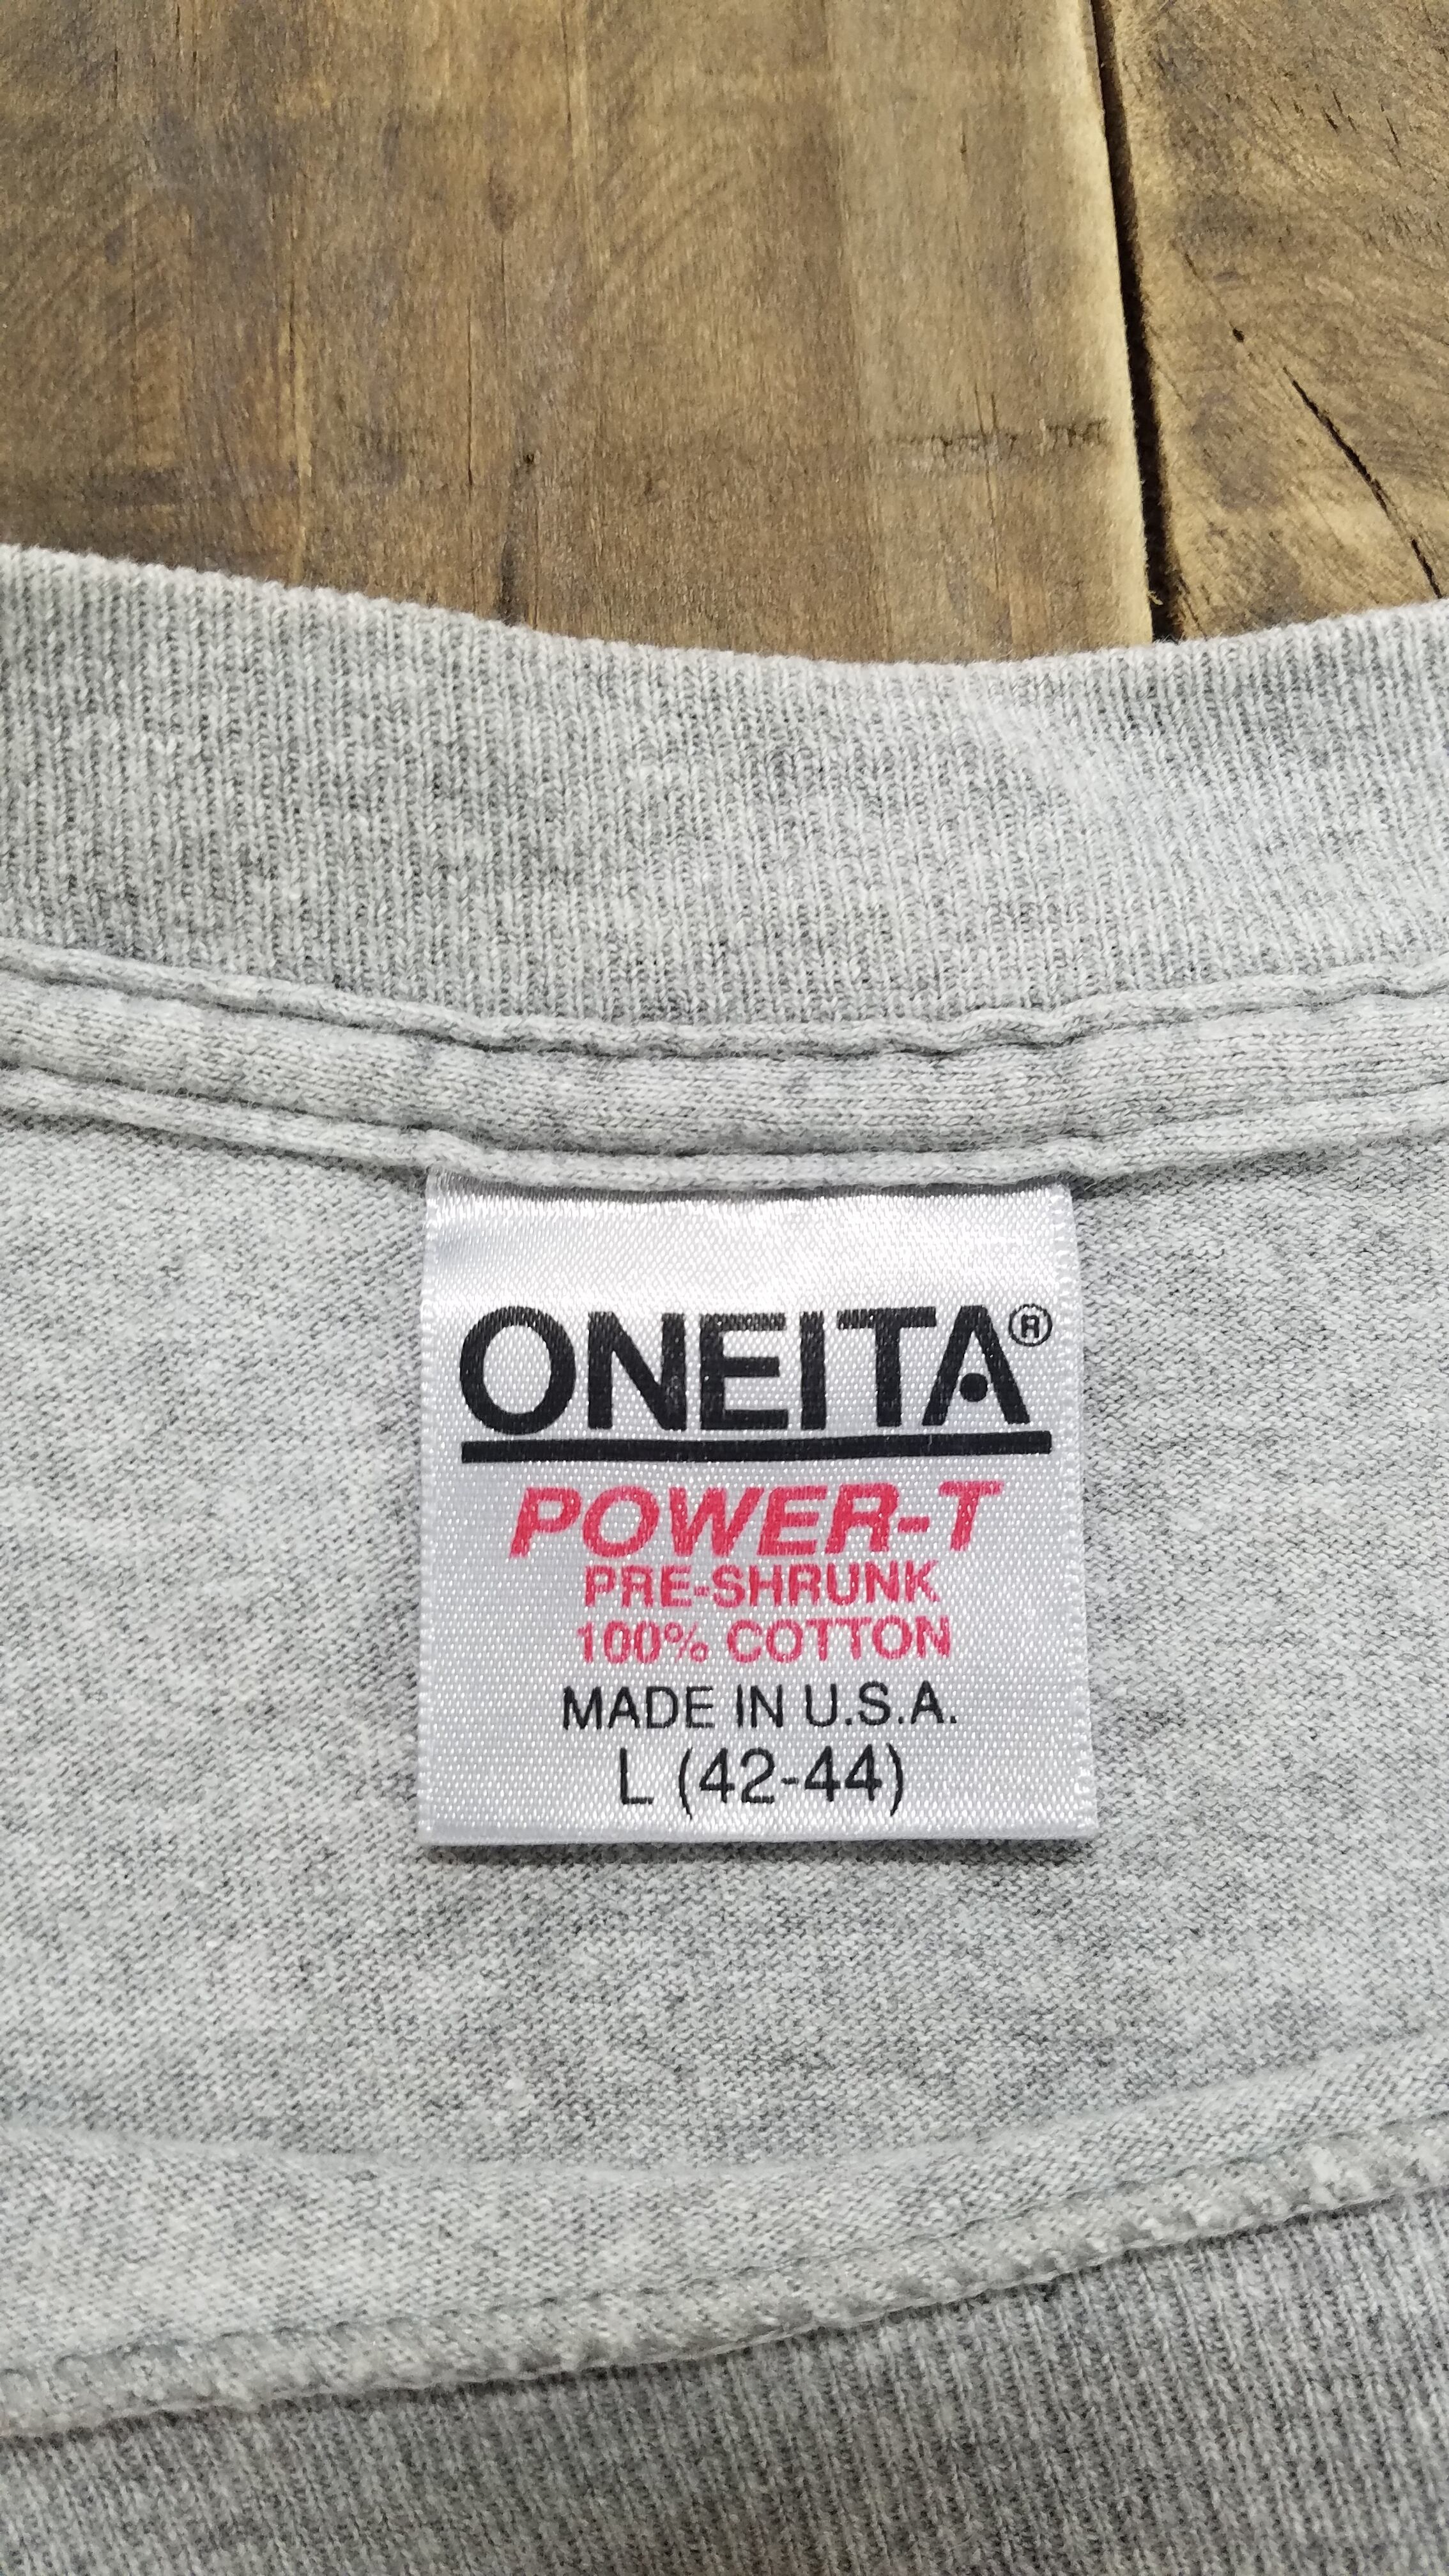 ONEITA®
POWER-T
PRE-SHRUNK
100% COTTON
MADE IN U.S.A.
L (42-44)